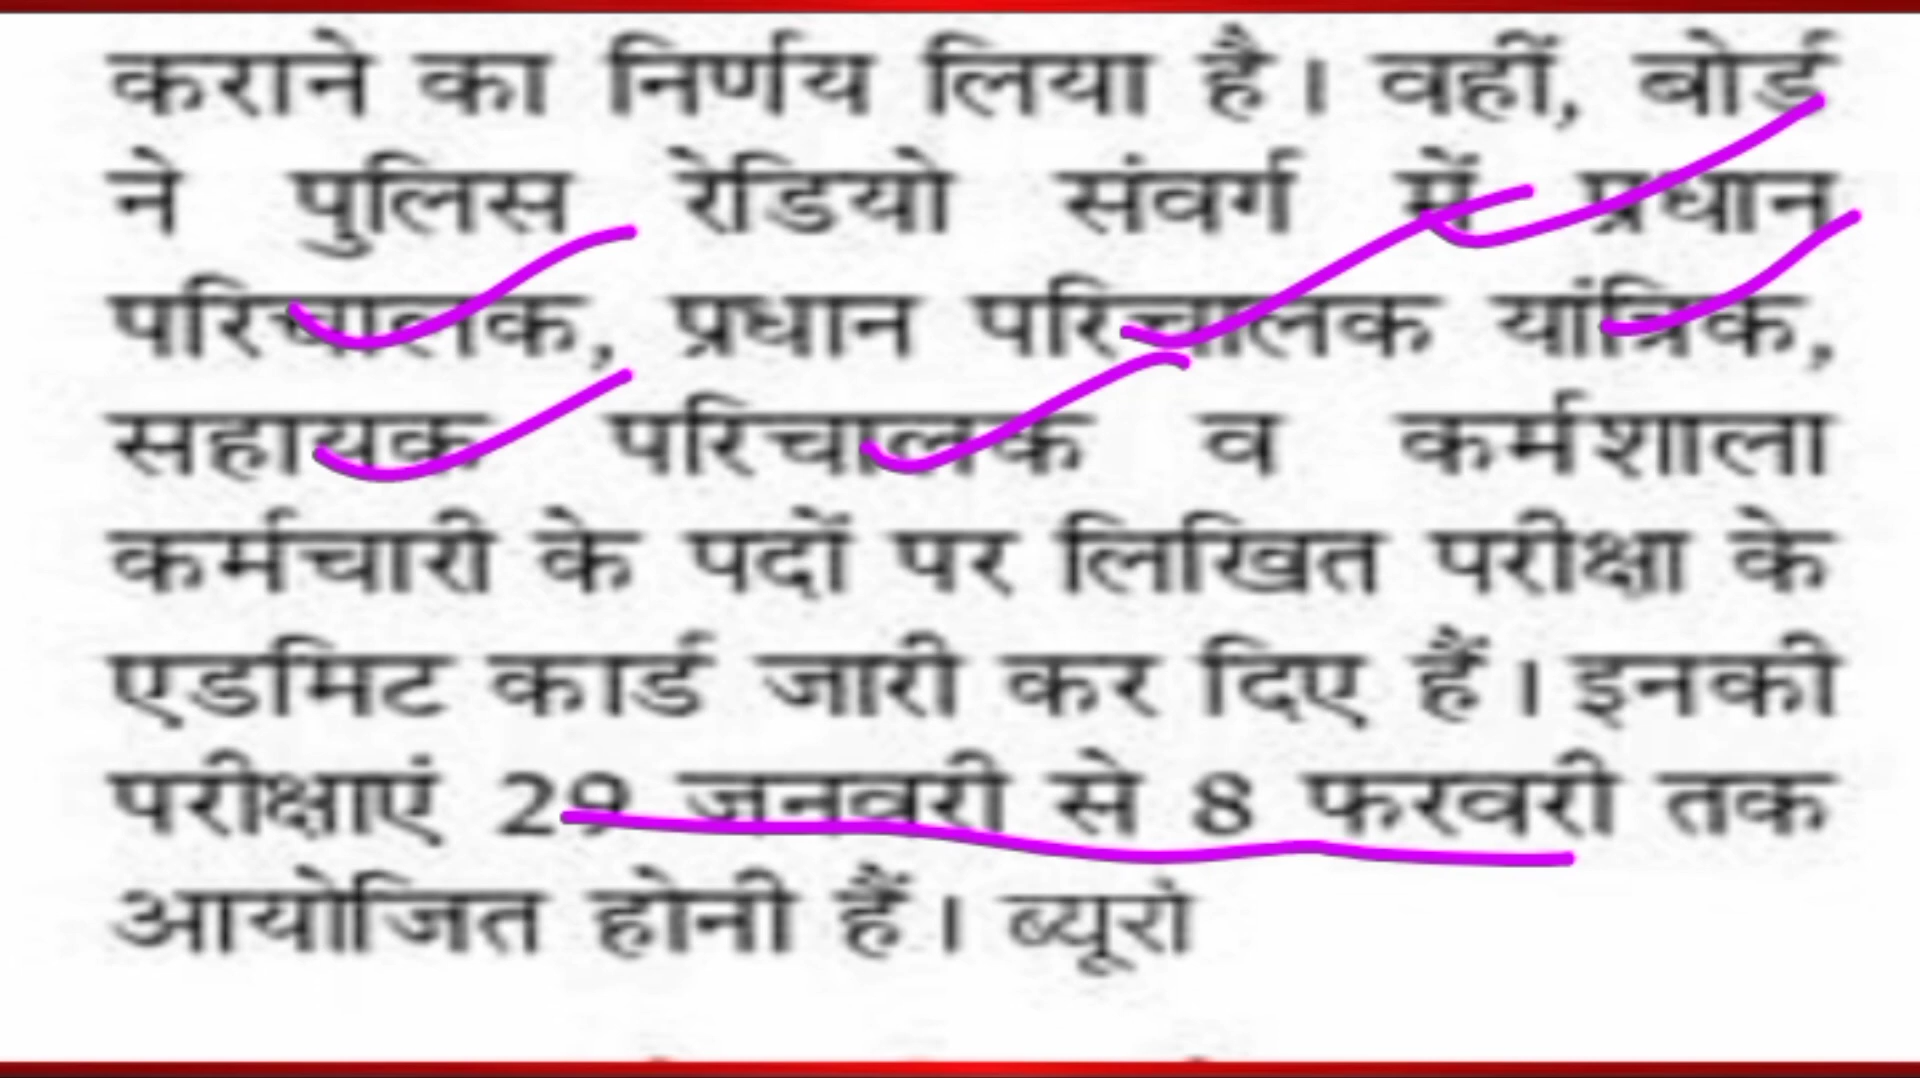 कराने का निर्णय लिया है। वहीं, बोर्ड
ने पुलिस रेडियो संवर्ग में प्रधान
परिचालक, प्रधान परिचालक यांत्रिक,
सहायक परिचालक व कर्मशाला
कर्मचारी के पदों पर लिखित परीक्षा के
एडमिट कार्ड जारी कर दिए हैं। इनकी
परीक्षाएं 29 जनवरी से 8 फरवरी तक
आयोजित होनी हैं। ब्यूरो